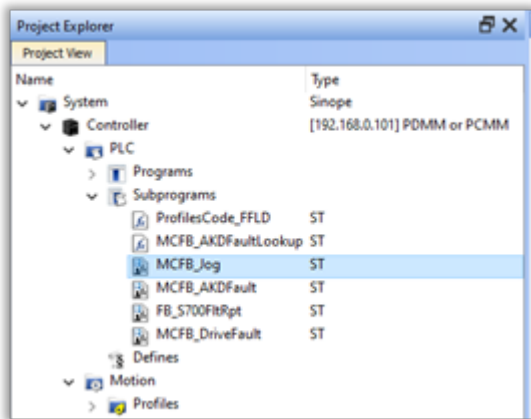 Project Explorer
Project View
Name Type
System Sinope
Controller [192.168.0.101] PDMM or PCMM
PLC
Programs
Subprograms
ProfilesCode_FFLD ST
MCFB_AKDFaultLookup ST
MCFB_Jog ST
MCFB_AKDFault ST
FB_S700FltRpt ST
MCFB_DriveFault ST
Defines
Motion
Profiles